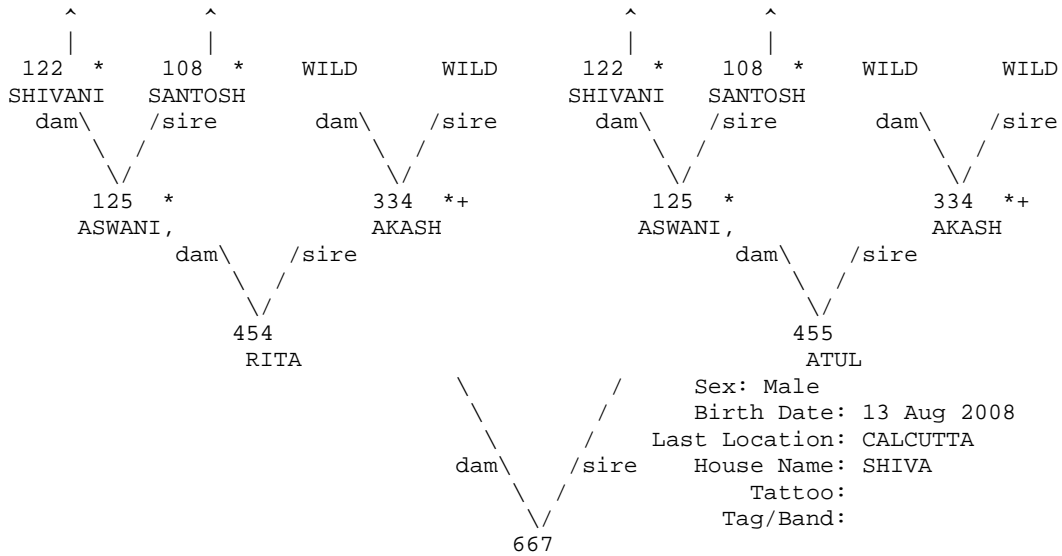 ^ ^ ^ ^
| | | |
122 * 108 * WILD WILD 122 * 108 * WILD WILD
SHIVANI SANTOSH SHIVANI SANTOSH
dam\ /sire dam\ /sire dam\ /sire dam\ /sire
\ / \ / \ / \ /
\/ \/ \/ \/
125 * 334 *+ 125 * 334 *+
ASWANI, AKASH ASWANI, AKASH
dam\ /sire dam\ /sire
\ / \ /
\/ \/
454 455
RITA ATUL
\ / Sex: Male
\ / Birth Date: 13 Aug 2008
\ / Last Location: CALCUTTA
dam\ /sire House Name: SHIVA
\ / Tattoo:
\/ Tag/Band:
667